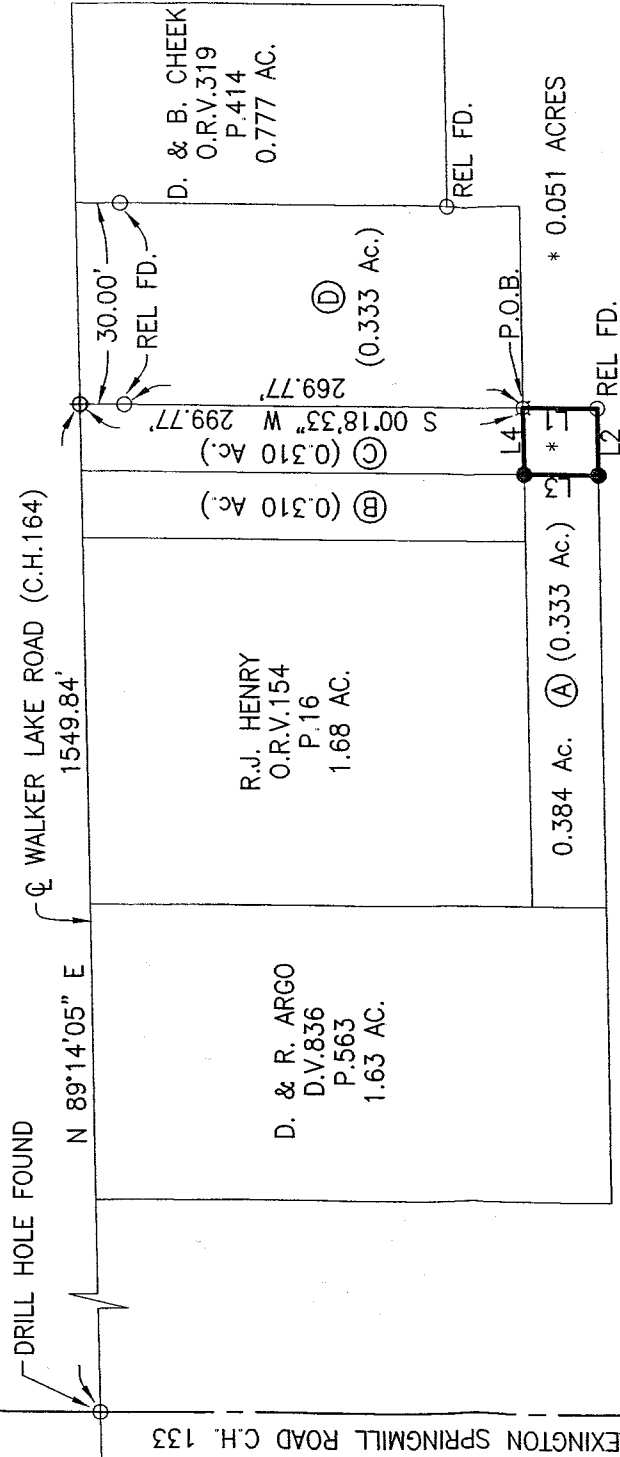 DRILL HOLE FOUND
N 89°14'05" E
℄ WALKER LAKE ROAD (C.H.164)
1549.84'
30.00'
REL FD.
D. & B. CHEEK
O.R.V.319
P.414
0.777 AC.
REL FD.
D
(0.333 Ac.)
269.77'
S 00°18'33" W 299.77'
C (0.310 Ac.)
B (0.310 Ac.)
R.J. HENRY
O.R.V.154
P.16
1.68 AC.
D. & R. ARGO
D.V.836
P.563
1.63 AC.
P.O.B.
* 0.051 ACRES
L4
L1
*
L3
L2
REL FD.
0.384 Ac. A (0.333 Ac.)
EXINGTON SPRINGMILL ROAD C.H. 133